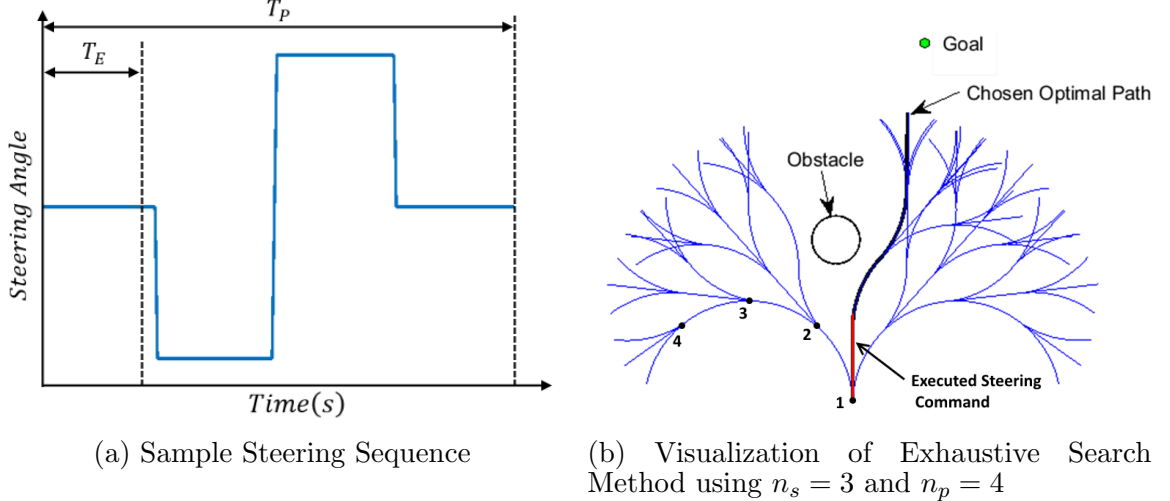 $T_P$
$T_E$
Steering Angle
Time(s)
(a) Sample Steering Sequence
Goal
Chosen Optimal Path
Obstacle
3
2
4
Executed Steering
Command
1
(b) Visualization of Exhaustive Search
Method using $n_s = 3$ and $n_p = 4$